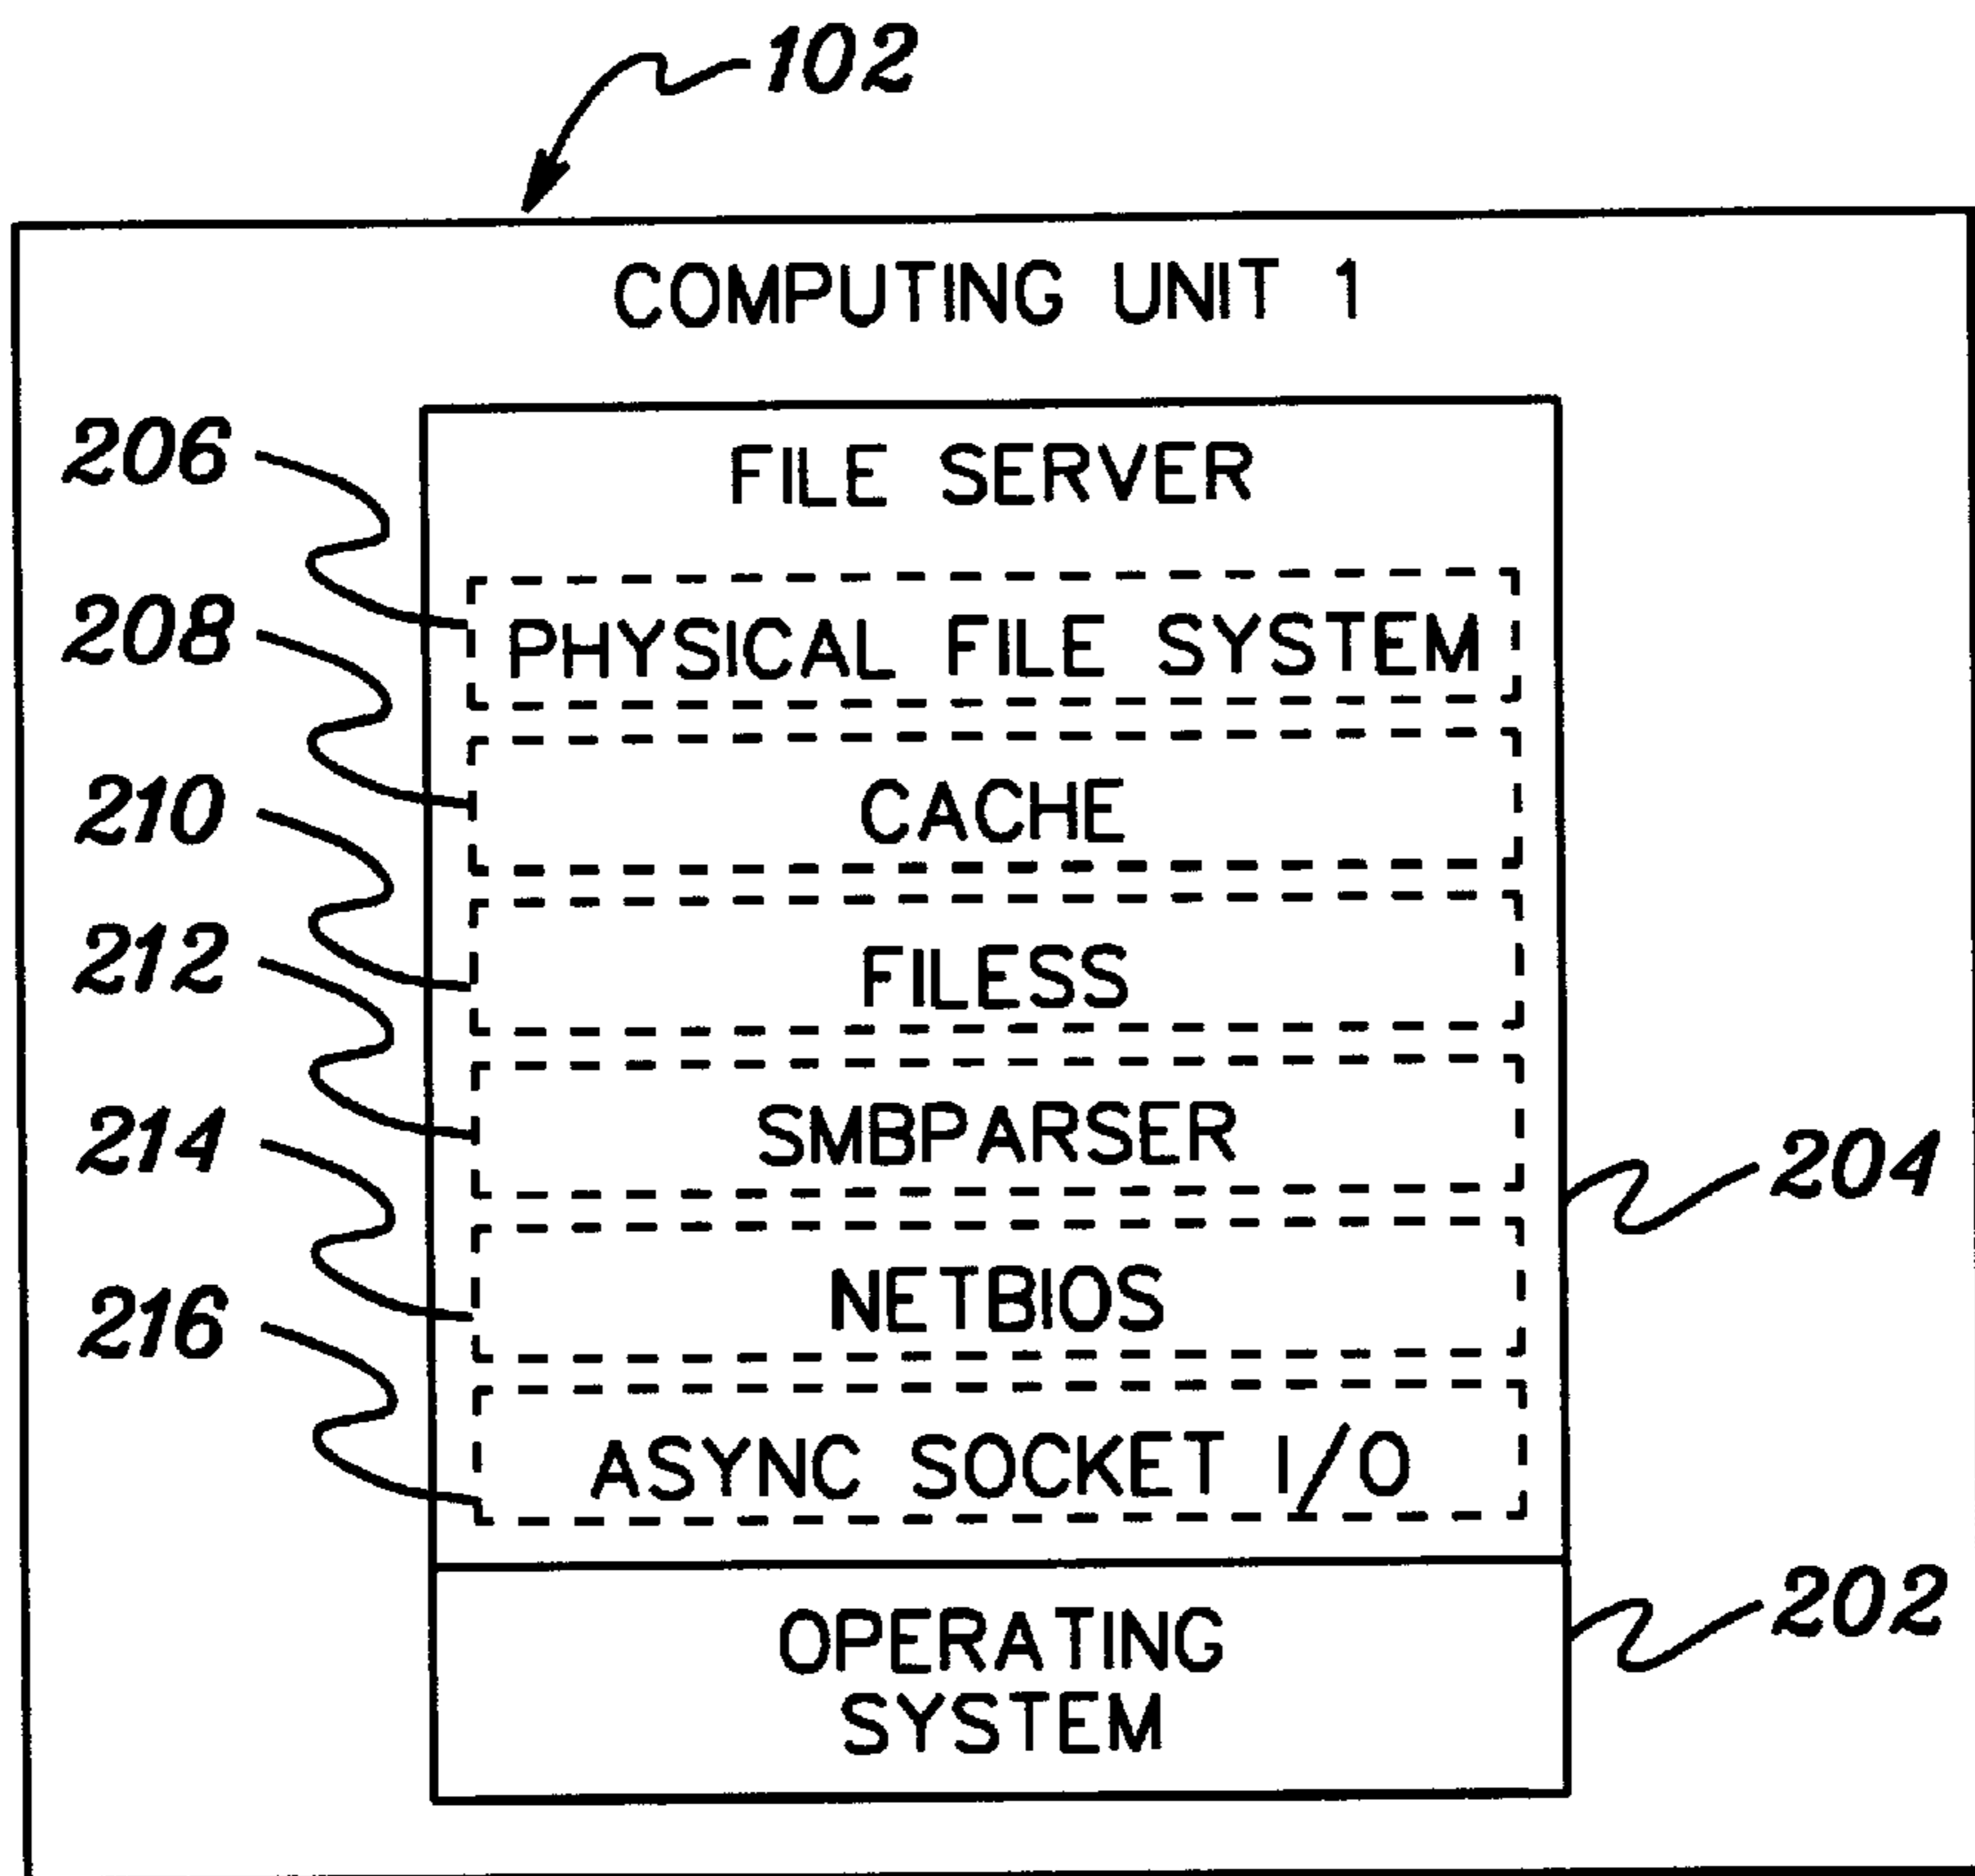 102
COMPUTING UNIT 1
206
FILE SERVER
208
PHYSICAL FILE SYSTEM
210
CACHE
212
FILESS
214
SMBPARSER
204
216
NETBIOS
ASYNC SOCKET I/O
202
OPERATING
SYSTEM